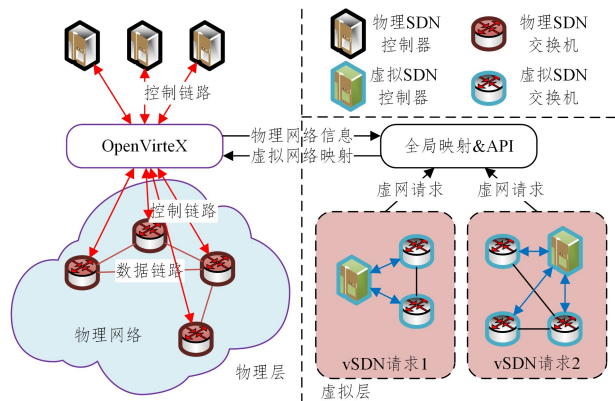 物理SDN
控制器
物理SDN
交换机
虚拟SDN
控制器
虚拟SDN
交换机
控制链路
OpenVirteX
物理网络信息
虚拟网络映射
全局映射&API
虚网请求
虚网请求
控制链路
数据链路
物理网络
物理层
vSDN请求1
vSDN请求2
虚拟层